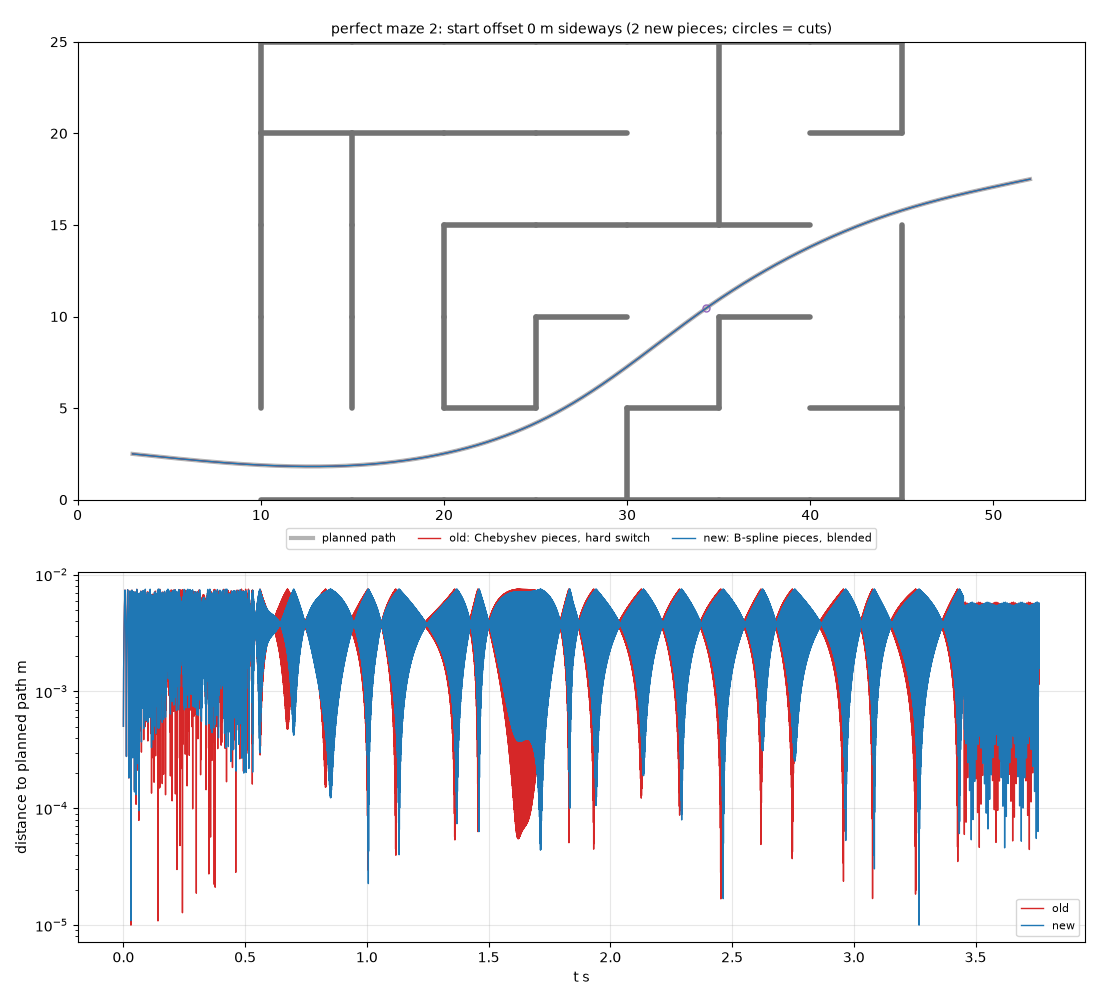 perfect maze 2: start offset 0 m sideways (2 new pieces; circles = cuts)
25
20
15
10
5
0
0 10 20 30 40 50
planned path old: Chebyshev pieces, hard switch new: B-spline pieces, blended
10⁻²
10⁻³
10⁻⁴
10⁻⁵
distance to planned path m
old
new
0.0 0.5 1.0 1.5 2.0 2.5 3.0 3.5
t s